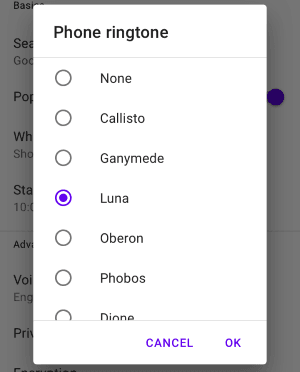 Basics
Sea
Goo
Pop
Wh
Sho
Sta
10:0
Adva
Voi
Eng
Priv
Phone ringtone
None
Callisto
Ganymede
Luna
Oberon
Phobos
Dione
CANCEL
OK